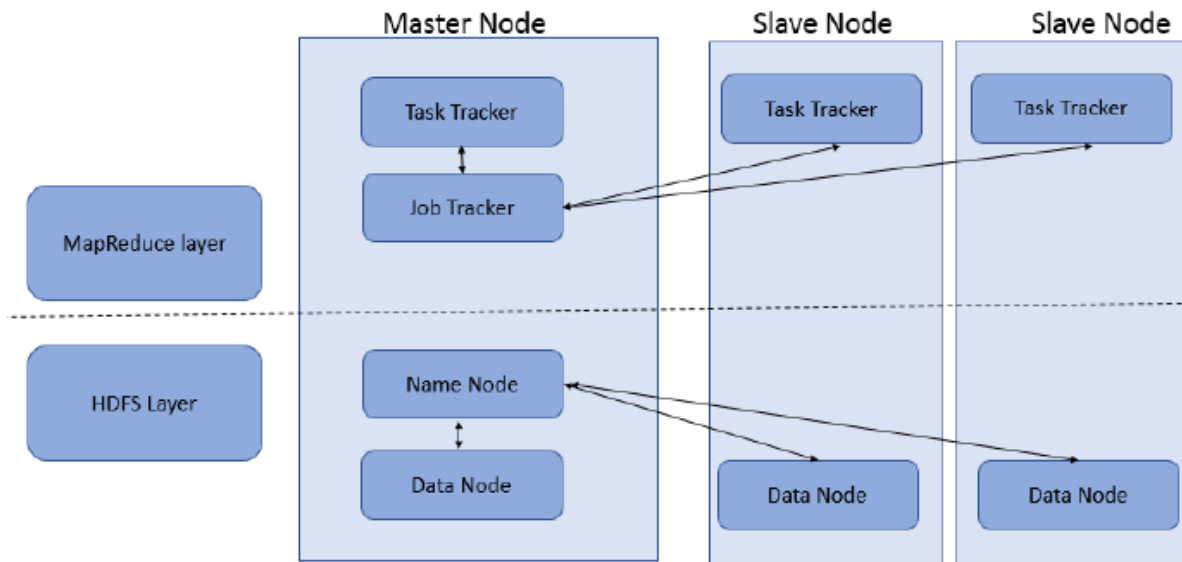 Master Node
Slave Node
Slave Node
Task Tracker
Task Tracker
Task Tracker
Job Tracker
MapReduce layer
Name Node
HDFS Layer
Data Node
Data Node
Data Node